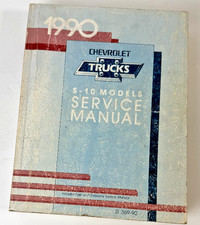 1990
CHEVROLET
TRUCKS
S-10 MODELS
SERVICE
MANUAL